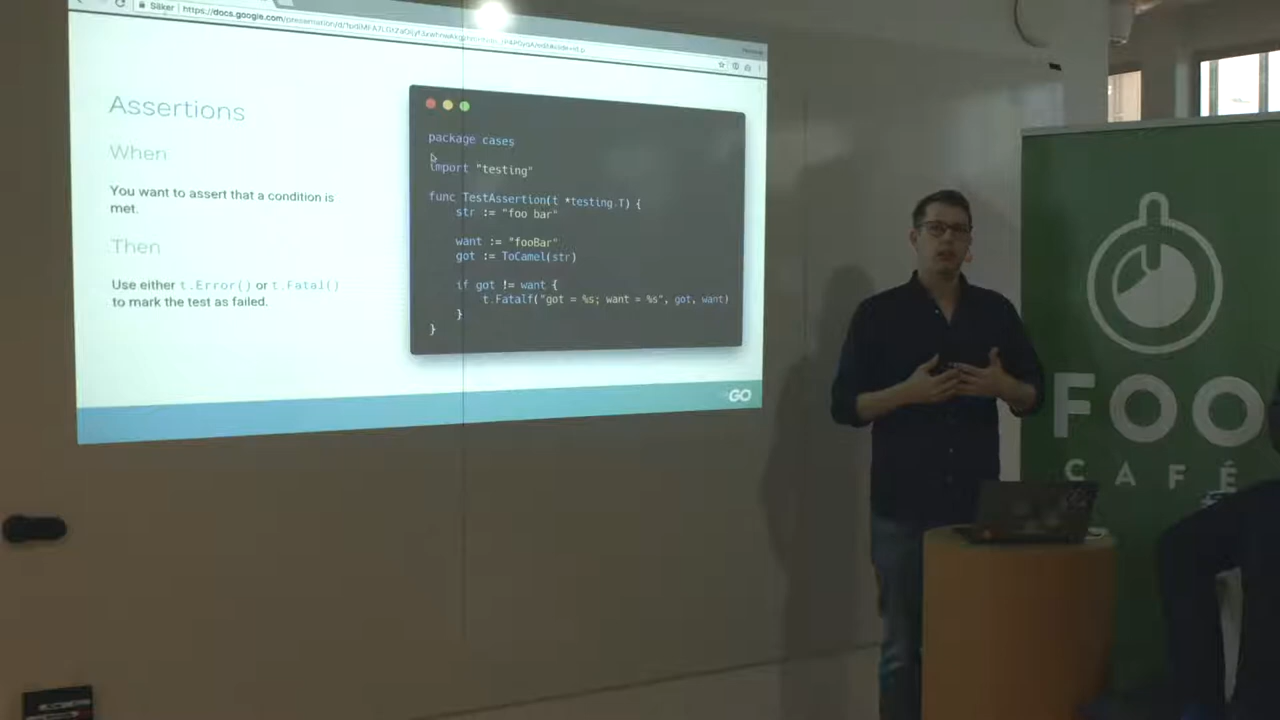 Säker
https://docs.google.com/presentation/d/
Assertions
When
You want to assert that a condition is
met.
Then
Use either t.Error() or t.Fatal()
to mark the test as failed.
package cases
import "testing"
func TestAssertion(t *testing.T) {
str := "foo bar"
want := "fooBar"
got := ToCamel(str)
if got != want {
t.Fatalf("got = %s; want = %s", got, want)
}
}
GO
FOO
CAFÉ